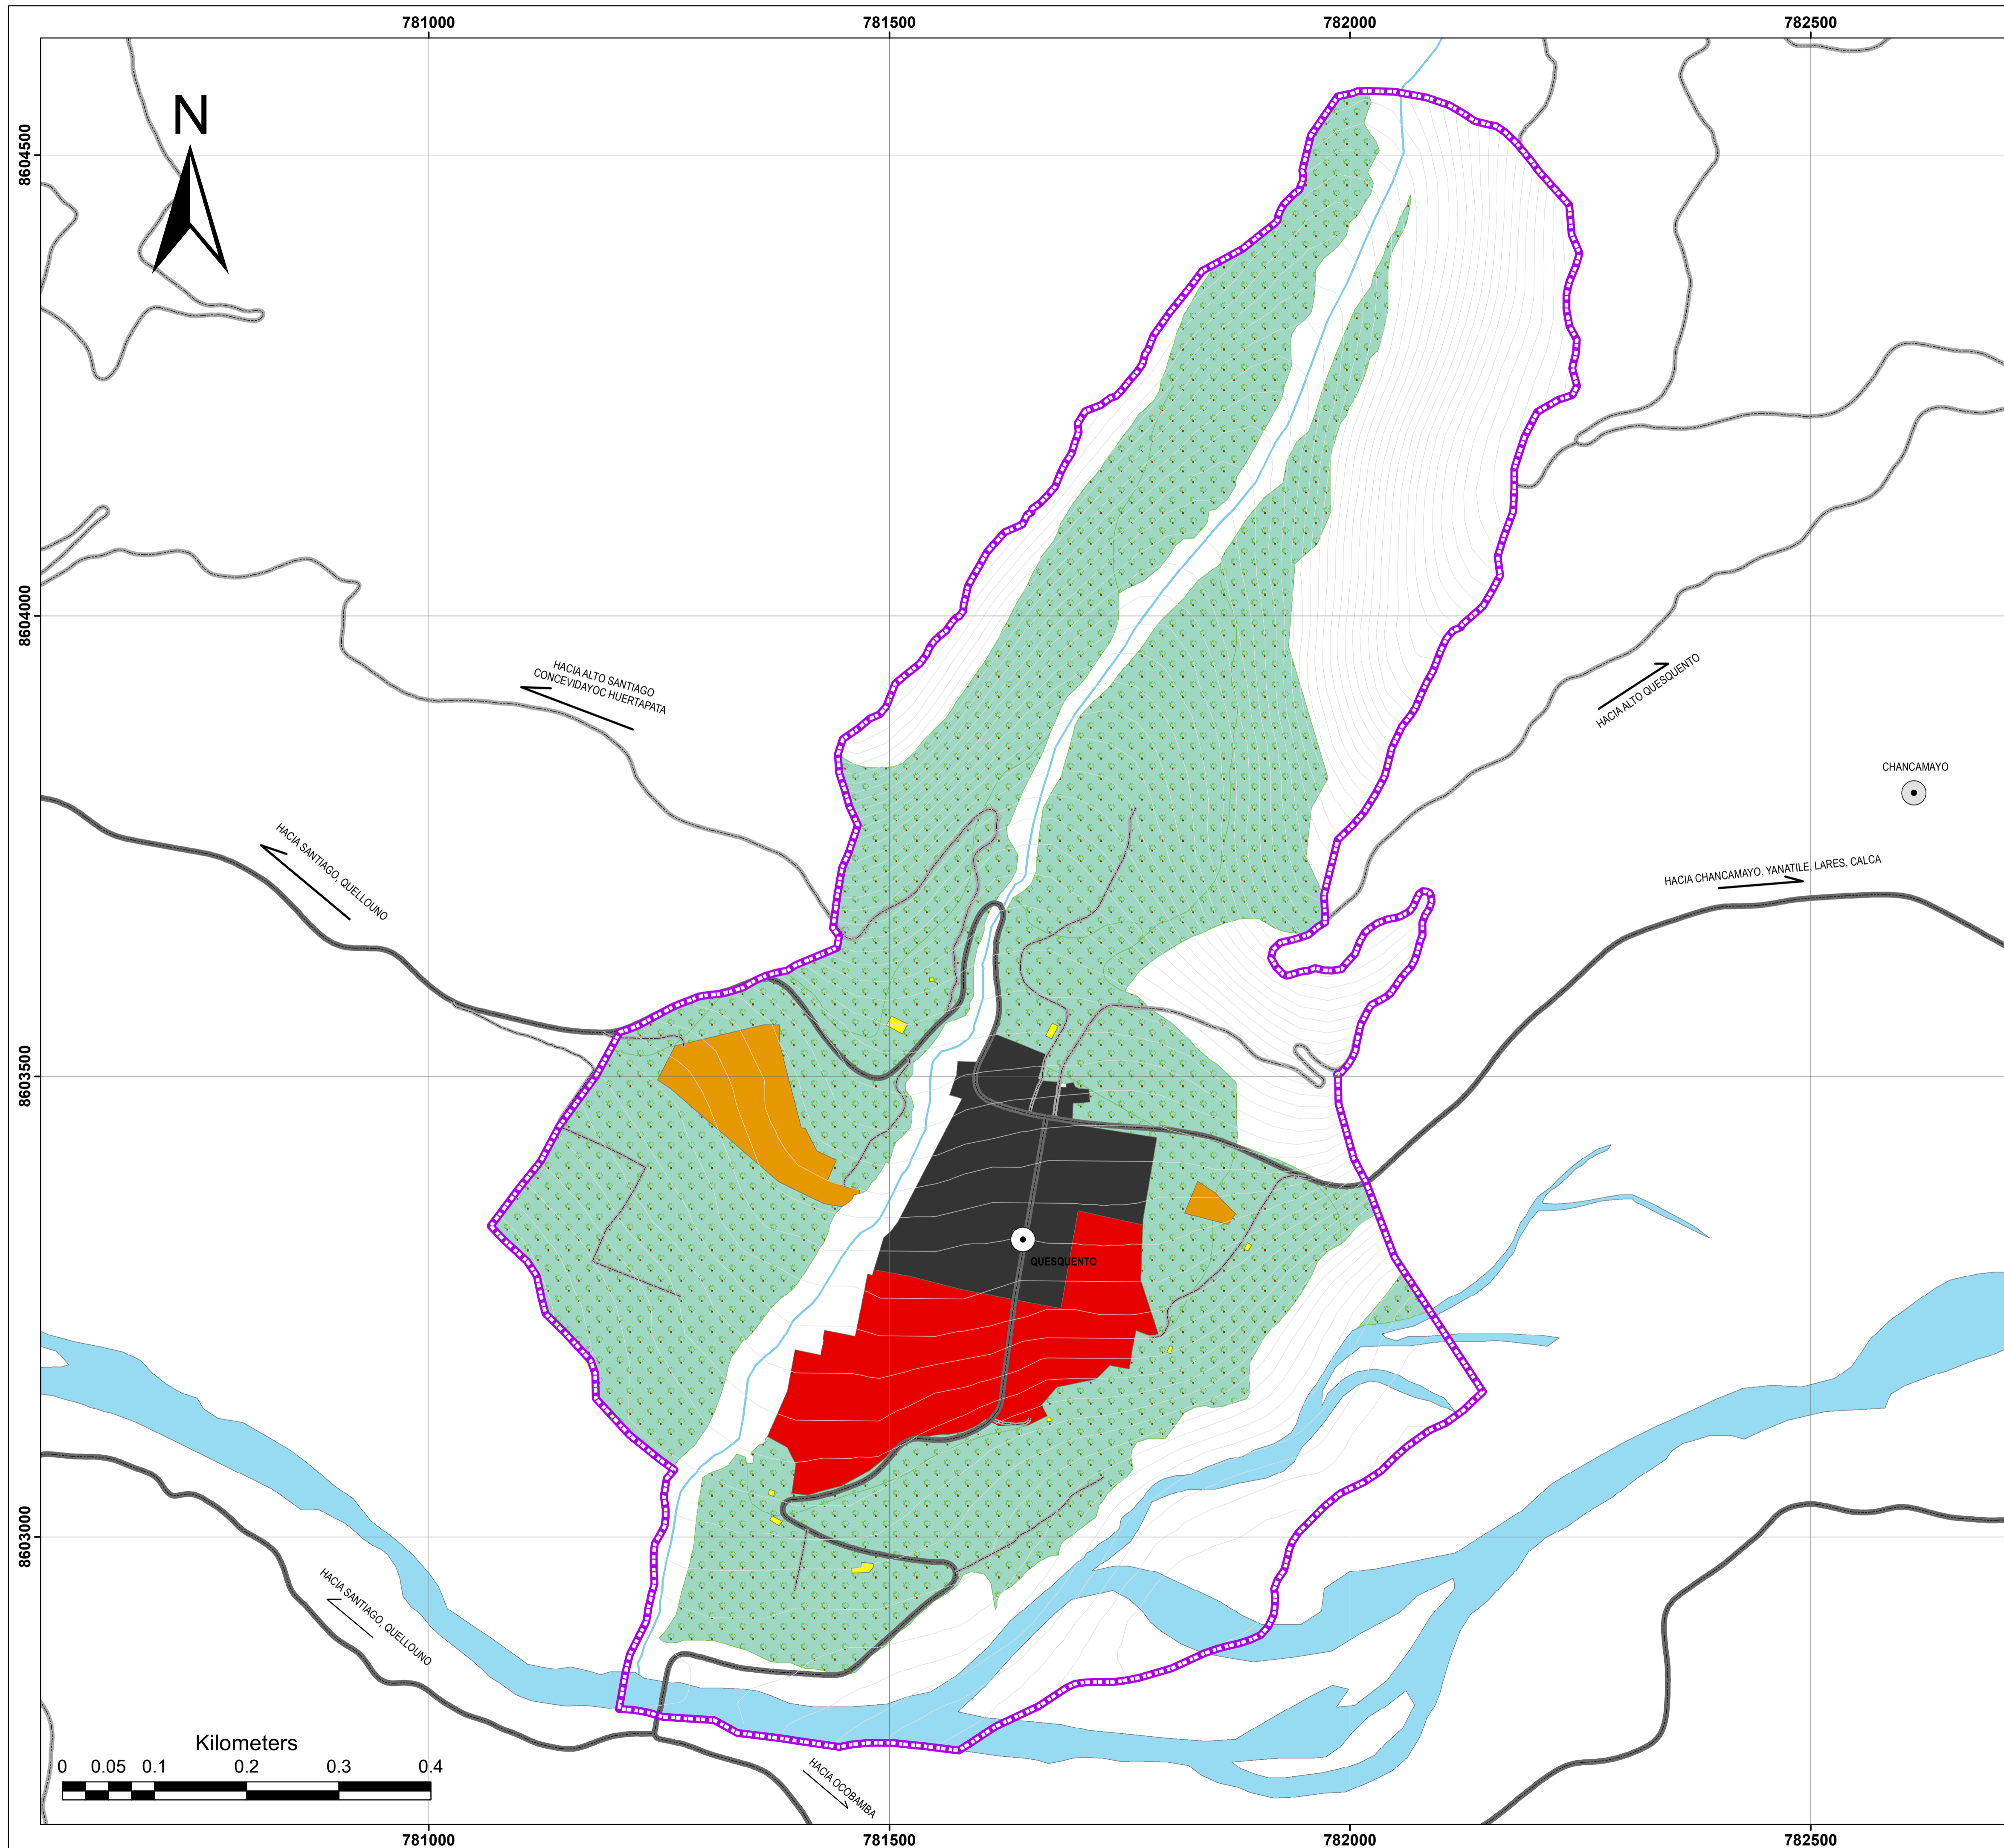 781000
781500
782000
782500
N
8604500
8604000
8603500
8603000
HACIA ALTO SANTIAGO
CONCEVIDAYOC HUERTAPATA
HACIA ALTO QUESQUENTO
CHANCAMAYO
HACIA SANTIAGO, QUELLOUNO
HACIA CHANCAMAYO, YANATILE, LARES, CALCA
QUESQUENTO
HACIA SANTIAGO, QUELLOUNO
Kilometers
0 0.05 0.1 0.2 0.3 0.4
HACIA OCOBAMBA
781000
781500
782000
782500